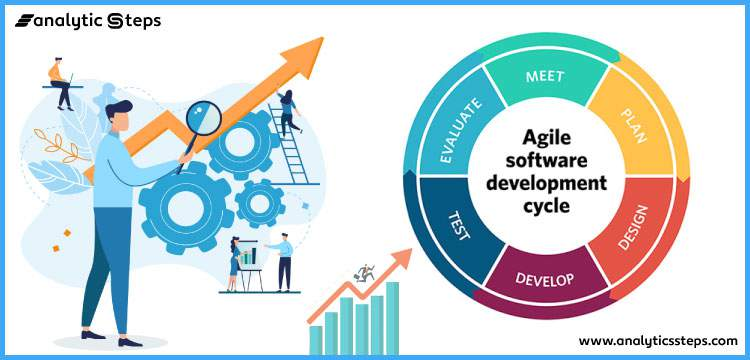 analytic Steps
MEET
PLAN
DESIGN
DEVELOP
TEST
EVALUATE
Agile
software
development
cycle
www.analyticssteps.com